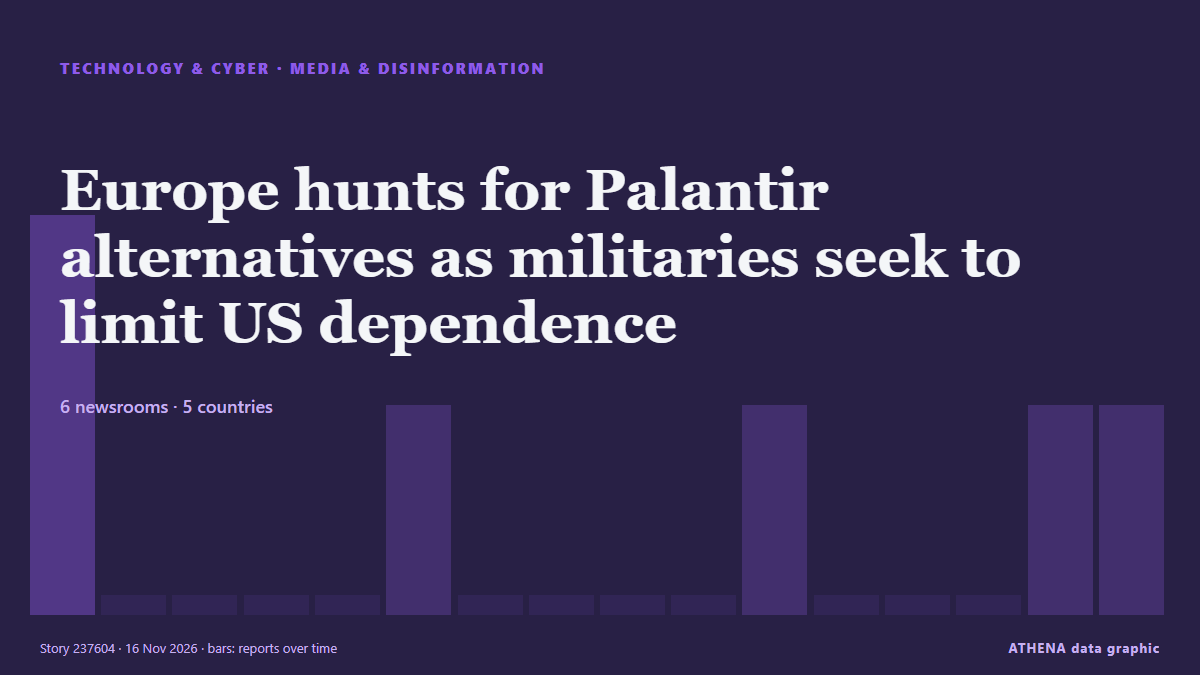 TECHNOLOGY & CYBER · MEDIA & DISINFORMATION
Europe hunts for Palantir
alternatives as militaries seek to
limit US dependence
6 newsrooms · 5 countries
Story 237604 · 16 Nov 2026 · bars: reports over time
ATHENA data graphic